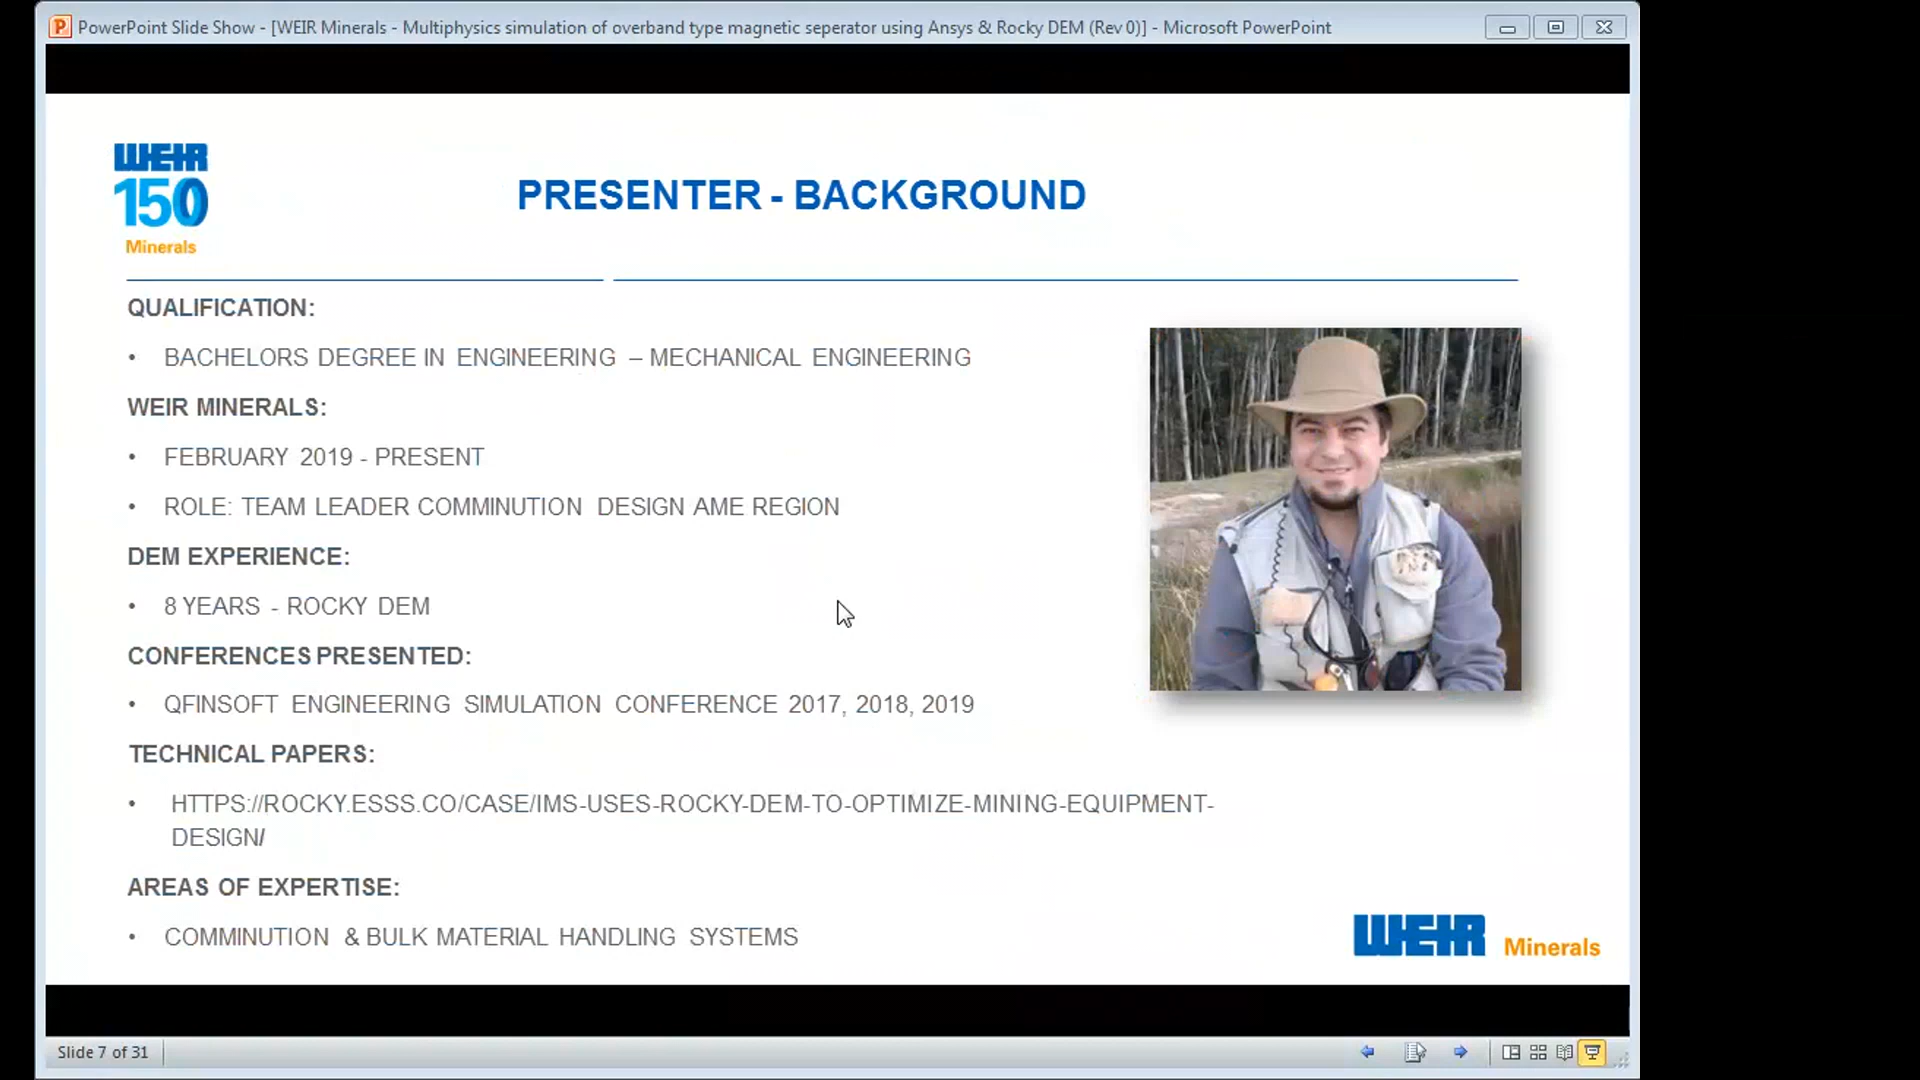 PowerPoint Slide Show - [WEIR Minerals - Multiphysics simulation of overband type magnetic seperator using Ansys & Rocky DEM (Rev 0)] - Microsoft PowerPoint
WEIR
150
Minerals
PRESENTER - BACKGROUND
QUALIFICATION:
• BACHELORS DEGREE IN ENGINEERING – MECHANICAL ENGINEERING
WEIR MINERALS:
• FEBRUARY 2019 - PRESENT
• ROLE: TEAM LEADER COMMINUTION DESIGN AME REGION
DEM EXPERIENCE:
• 8 YEARS - ROCKY DEM
CONFERENCES PRESENTED:
• QFINSOFT ENGINEERING SIMULATION CONFERENCE 2017, 2018, 2019
TECHNICAL PAPERS:
• HTTPS://ROCKY.ESSS.CO/CASE/IMS-USES-ROCKY-DEM-TO-OPTIMIZE-MINING-EQUIPMENT-
DESIGN/
AREAS OF EXPERTISE:
• COMMINUTION & BULK MATERIAL HANDLING SYSTEMS
WEIR Minerals
Slide 7 of 31